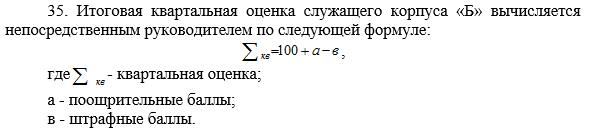 35. Итоговая квартальная оценка служащего корпуса «Б» вычисляется
непосредственным руководителем по следующей формуле:
∑ кв=100 + а − в ,
где ∑ кв - квартальная оценка;
а - поощрительные баллы;
в - штрафные баллы.